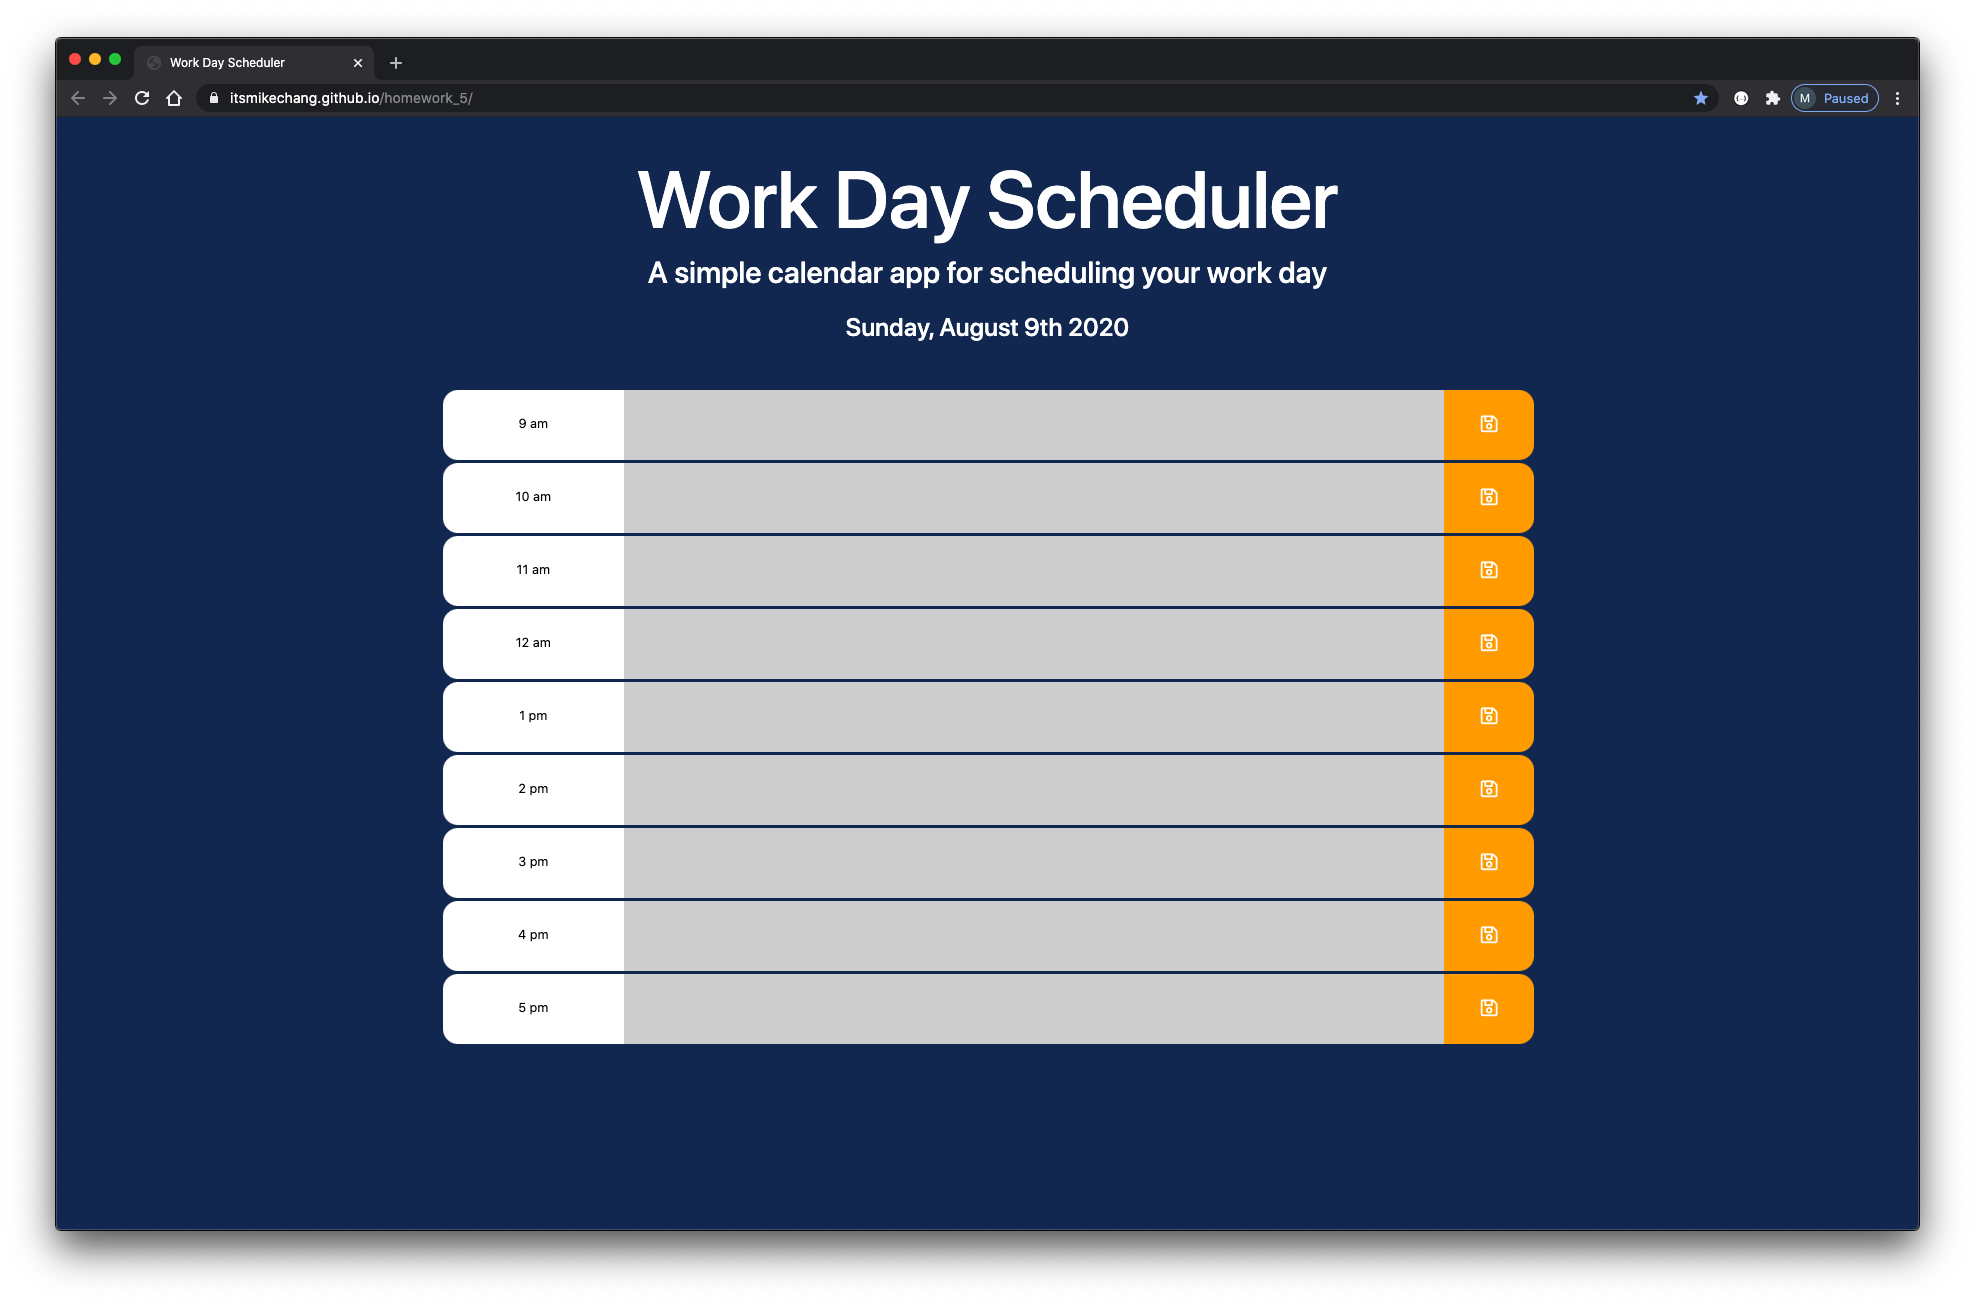 Work Day Scheduler
itsmikechang.github.io/homework_5/
M Paused
Work Day Scheduler
A simple calendar app for scheduling your work day
Sunday, August 9th 2020
9 am
10 am
11 am
12 am
1 pm
2 pm
3 pm
4 pm
5 pm